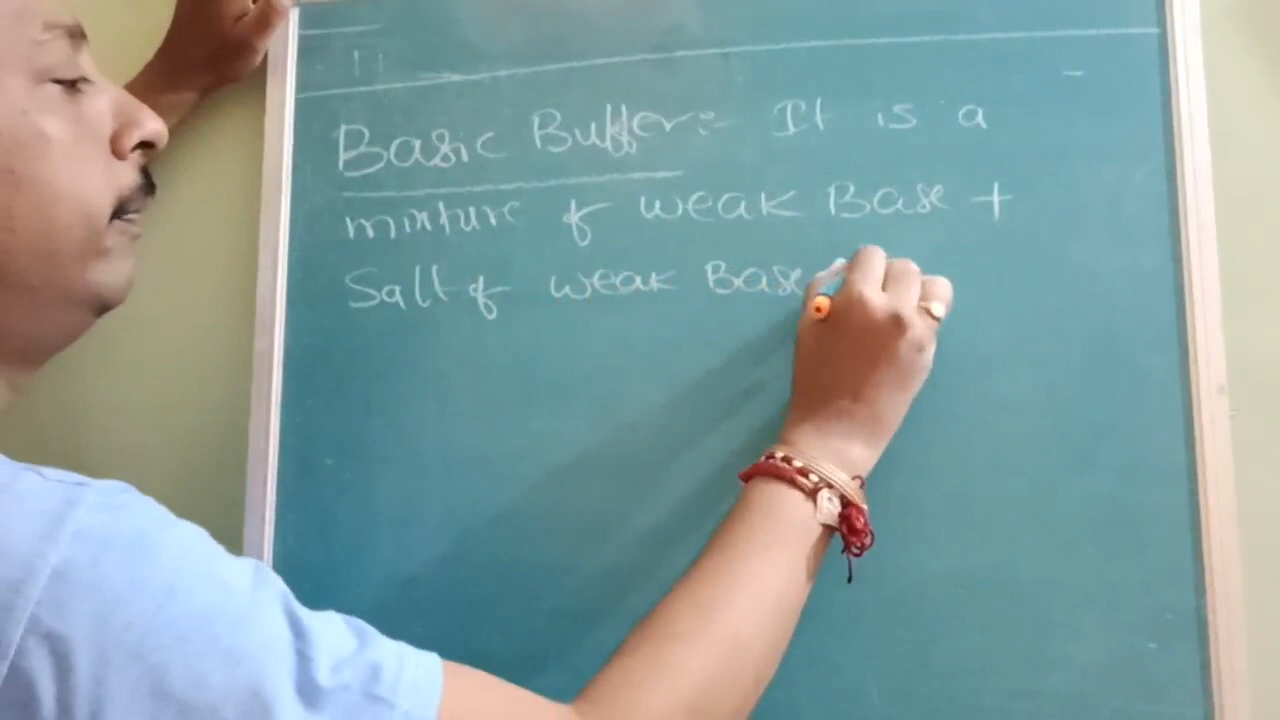 Basic Buffer:- It is a
mixture of weak Base +
Salt of weak Base